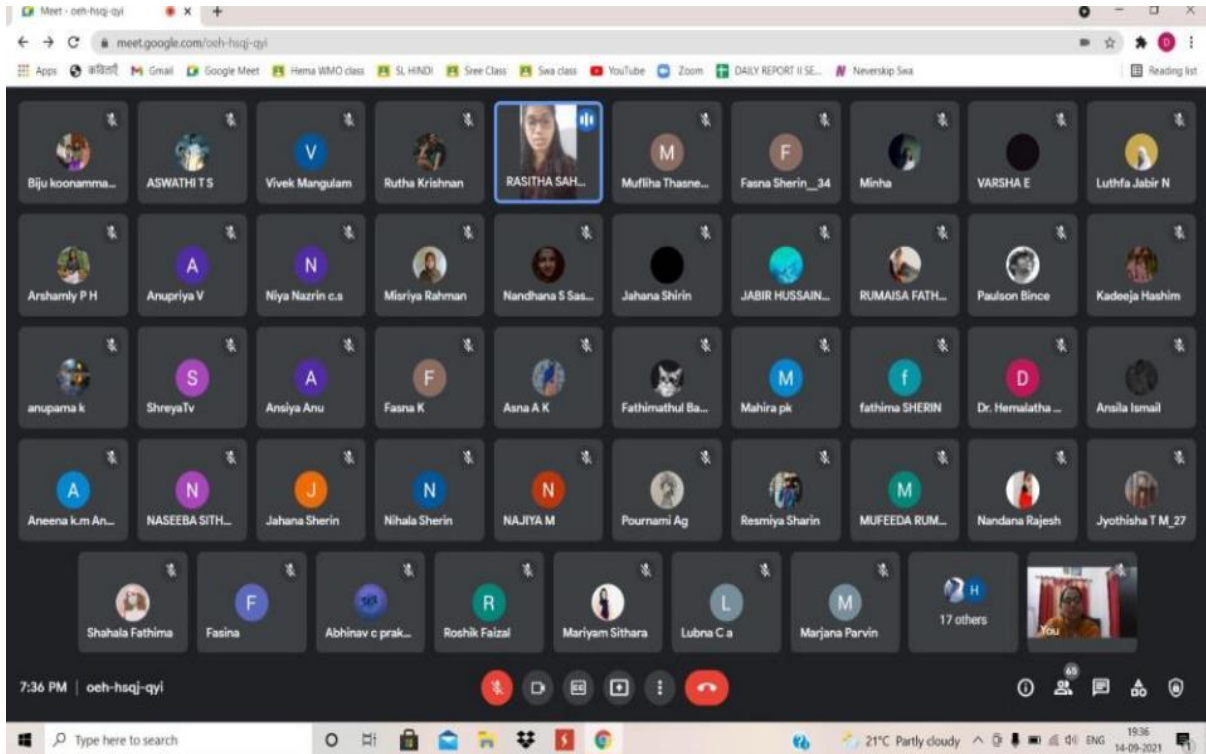 Meet - oeh-hsqj-qyi
meet.google.com/oeh-hsqj-qyi
Apps कविताएँ Gmail Google Meet Hema WMO class SL HINDI Sree Class Swa class YouTube Zoom DAILY REPORT II SE... Neverskip Swa Reading list
Biju koonamma... ASWATHI T S Vivek Mangulam Rutha Krishnan RASITHA SAH... Mufliha Thasne... Fasna Sherin__34 Minha VARSHA E Luthfa Jabir N
Arshamly P H Anupriya V Niya Nazrin c.s Misriya Rahman Nandhana S Sas... Jahana Shirin JABIR HUSSAIN... RUMAISA FATH... Paulson Bince Kadeeja Hashim
anupama k ShreyaTv Ansiya Anu Fasna K Asna A K Fathimathul Ba... Mahira pk fathima SHERIN Dr. Hemalatha ... Ansila Ismail
Aneena k.m An... NASEEBA SITH... Jahana Sherin Nihala Sherin NAJIYA M Pournami Ag Resmiya Sharin MUFEEDA RUM... Nandana Rajesh Jyothisha T M_27
Shahala Fathima Fasina Abhinav c prak... Roshik Faizal Mariyam Sithara Lubna C a Marjana Parvin 17 others You
7:36 PM | oeh-hsqj-qyi 65
Type here to search 21°C Partly cloudy ENG 19:36
14-09-2021